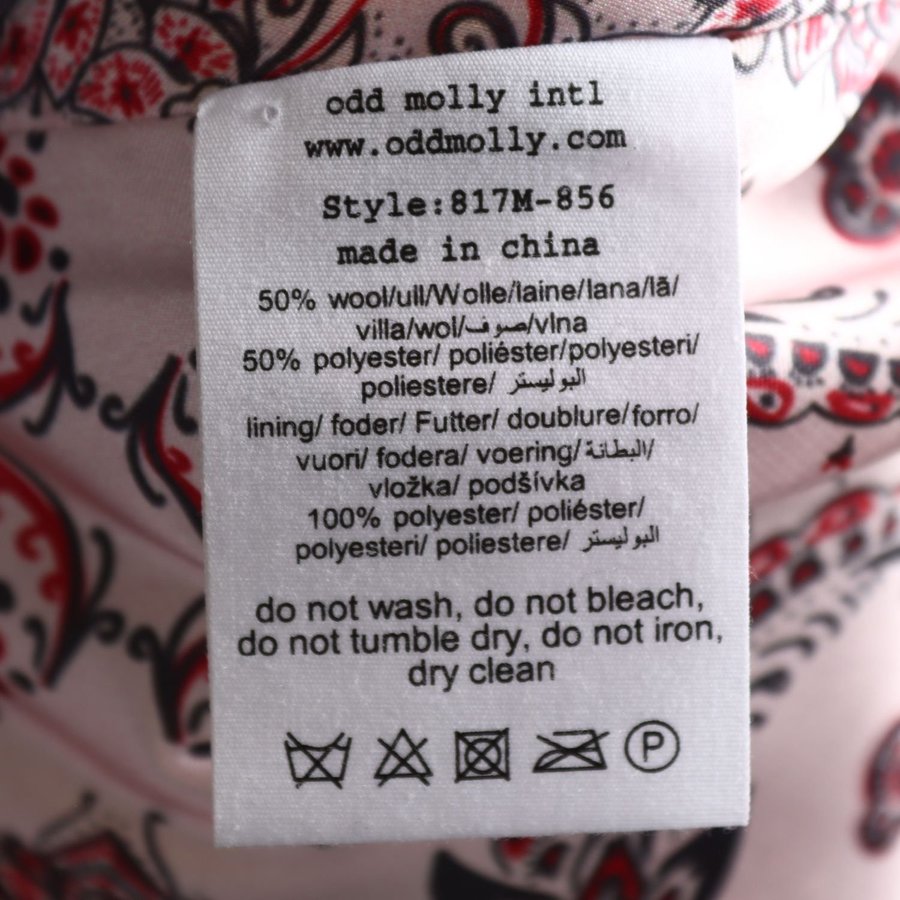 odd molly intl
www.oddmolly.com
Style:817M-856
made in china
50% wool/ull/Wolle/laine/lana/lã/
villa/wol/صوف/vlna
50% polyester/ poliéster/polyesteri/
poliestere/ البوليستر
lining/ foder/ Futter/ doublure/forro/
vuori/ fodera/ voering/البطانة/
vložka/ podšívka
100% polyester/ poliéster/
polyesteri/ poliestere/ البوليستر
do not wash, do not bleach,
do not tumble dry, do not iron,
dry clean
P